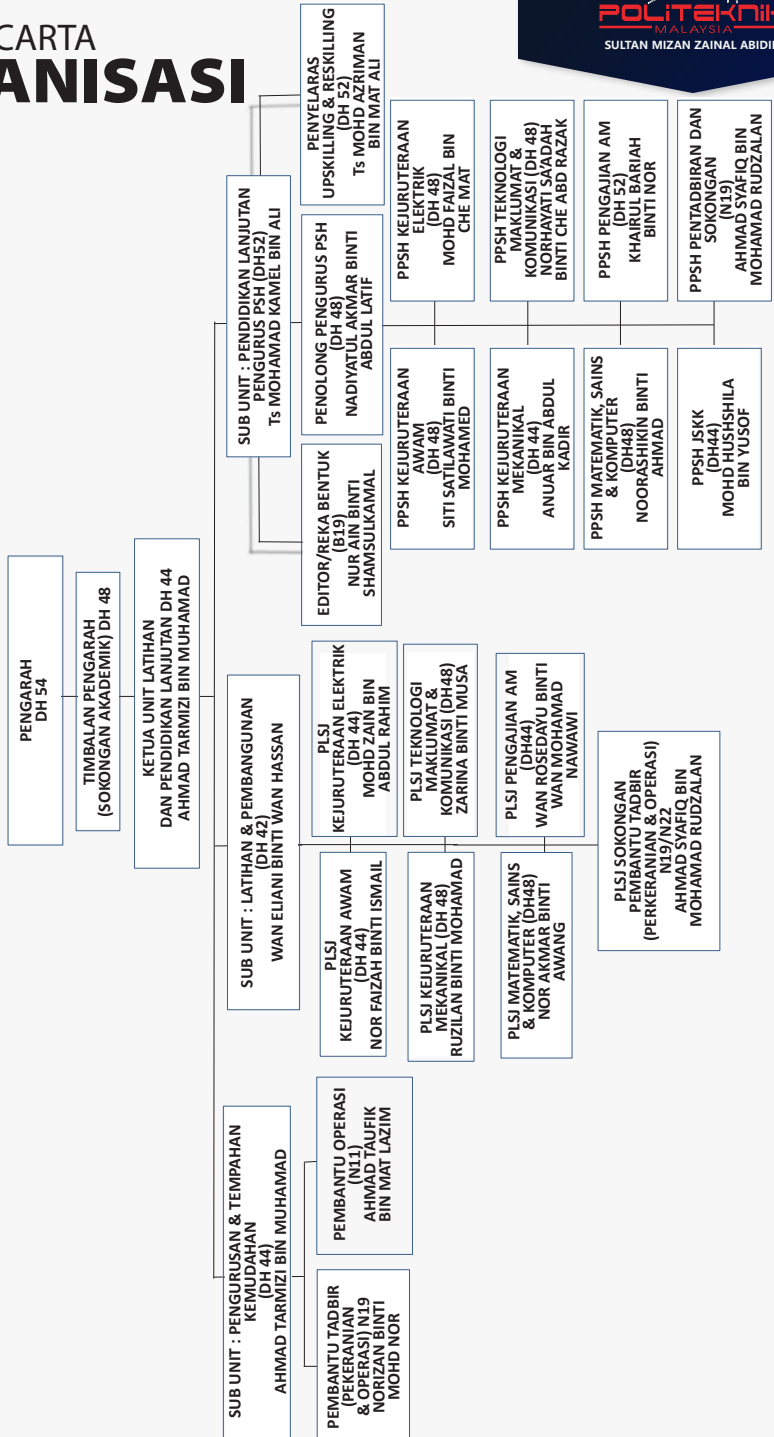 CARTA
ANISASI
POLITEKNIK
MALAYSIA
SULTAN MIZAN ZAINAL ABIDIN
PENGARAH
DH 54
TIMBALAN PENGARAH
(SOKONGAN AKADEMIK) DH 48
KETUA UNIT LATIHAN
DAN PENDIDIKAN LANJUTAN DH 44
AHMAD TARMIZI BIN MUHAMAD
SUB UNIT : PENGURUSAN & TEMPAHAN
KEMUDAHAN
(DH 44)
AHMAD TARMIZI BIN MUHAMAD
PEMBANTU TADBIR
(PEKERANIAN
& OPERASI) N19
NORIZAN BINTI
MOHD NOR
PEMBANTU OPERASI
(N11)
AHMAD TAUFIK
BIN MAT LAZIM
SUB UNIT : LATIHAN & PEMBANGUNAN
(DH 42)
WAN ELIANI BINTI WAN HASSAN
PLSJ
KEJURUTERAAN AWAM
(DH 44)
NOR FAIZAH BINTI ISMAIL
PLSJ
KEJURUTERAAN ELEKTRIK
(DH 44)
MOHD ZAIN BIN
ABDUL RAHIM
PLSJ KEJURUTERAAN
MEKANIKAL (DH 48)
RUZILAN BINTI MOHAMAD
PLSJ TEKNOLOGI
MAKLUMAT &
KOMUNIKASI (DH48)
ZARINA BINTI MUSA
PLSJ MATEMATIK, SAINS
& KOMPUTER (DH48)
NOR AKMAR BINTI
AWANG
PLSJ PENGAJIAN AM
(DH44)
WAN ROSEDAYU BINTI
WAN MOHAMAD
NAWAWI
PLSJ SOKONGAN
PEMBANTU TADBIR
(PERKERANIAN & OPERASI)
N19/N22
AHMAD SYAFIQ BIN
MOHAMAD RUDZALAN
SUB UNIT : PENDIDIKAN LANJUTAN
PENGURUS PSH (DH52)
Ts MOHAMAD KAMEL BIN ALI
EDITOR/REKA BENTUK
(B19)
NUR AIN BINTI
SHAMSULKAMAL
PENOLONG PENGURUS PSH
(DH 48)
NADIYATUL AKMAR BINTI
ABDUL LATIF
PENYELARAS
UPSKILLING & RESKILLING
(DH 52)
Ts MOHD AZRIMAN
BIN MAT ALI
PPSH KEJURUTERAAN
AWAM
(DH 48)
SITI SATILAWATI BINTI
MOHAMED
PPSH KEJURUTERAAN
ELEKTRIK
(DH 48)
MOHD FAIZAL BIN
CHE MAT
PPSH KEJURUTERAAN
MEKANIKAL
(DH 44)
ANUAR BIN ABDUL
KADIR
PPSH TEKNOLOGI
MAKLUMAT &
KOMUNIKASI (DH 48)
NORHAYATI SA'ADAH
BINTI CHE ABD RAZAK
PPSH MATEMATIK, SAINS
& KOMPUTER
(DH48)
NOORASHIKIN BINTI
AHMAD
PPSH PENGAJIAN AM
(DH 52)
KHAIRUL BARIAH
BINTI NOR
PPSH JSKK
(DH44)
MOHD HUSHSHILA
BIN YUSOF
PPSH PENTADBIRAN DAN
SOKONGAN
(N19)
AHMAD SYAFIQ BIN
MOHAMAD RUDZALAN